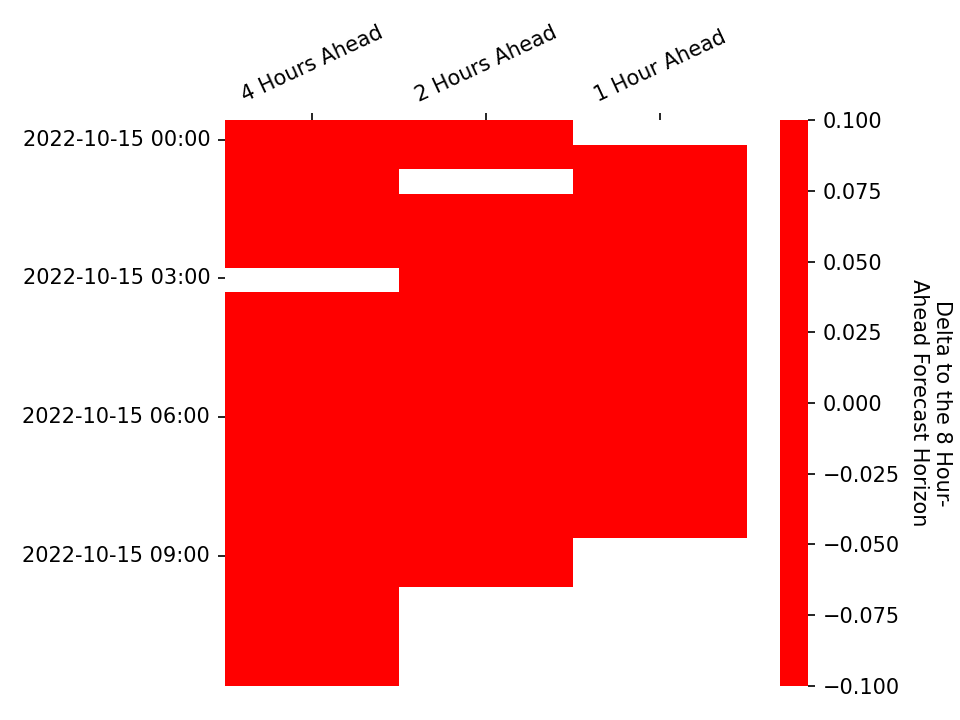 4 Hours Ahead
2 Hours Ahead
1 Hour Ahead
2022-10-15 00:00
2022-10-15 03:00
2022-10-15 06:00
2022-10-15 09:00
0.100
0.075
0.050
0.025
0.000
−0.025
−0.050
−0.075
−0.100
Delta to the 8 Hour-
Ahead Forecast Horizon